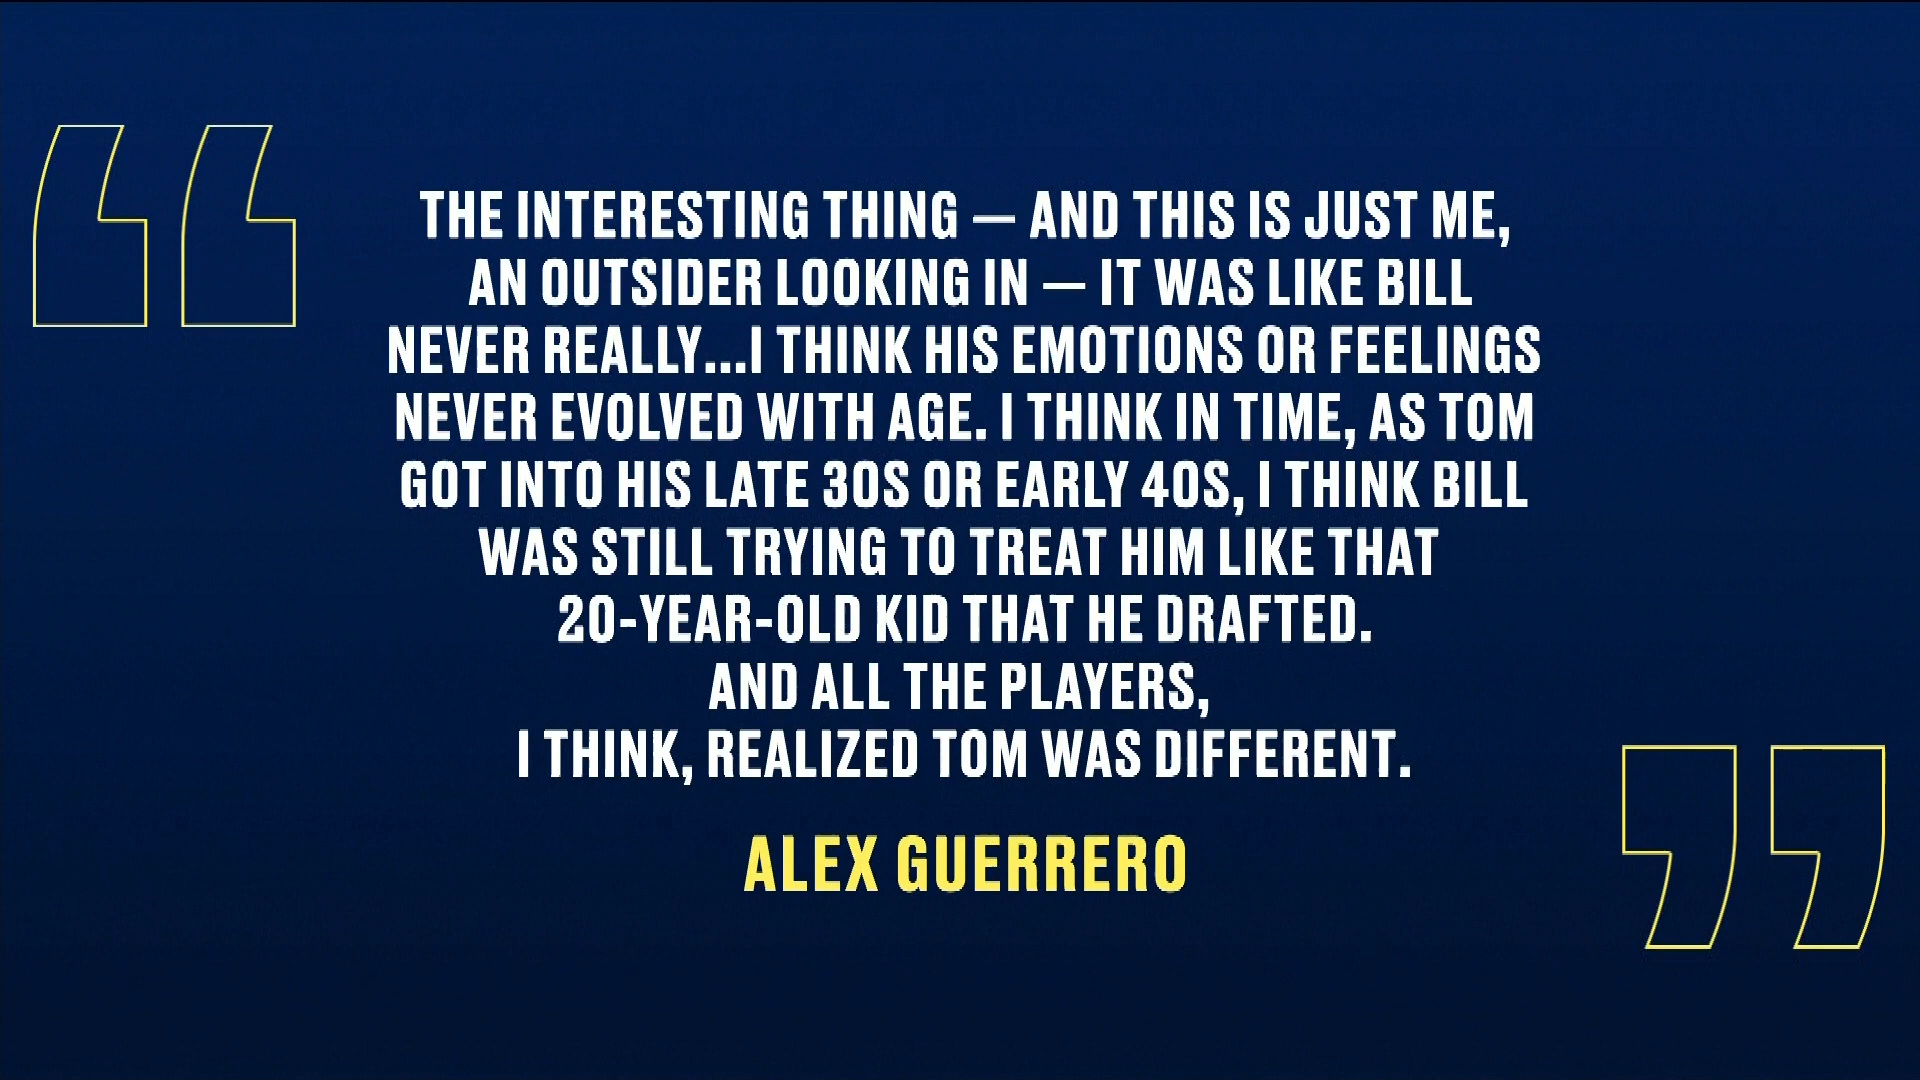 THE INTERESTING THING — AND THIS IS JUST ME,
AN OUTSIDER LOOKING IN — IT WAS LIKE BILL
NEVER REALLY...I THINK HIS EMOTIONS OR FEELINGS
NEVER EVOLVED WITH AGE. I THINK IN TIME, AS TOM
GOT INTO HIS LATE 30S OR EARLY 40S, I THINK BILL
WAS STILL TRYING TO TREAT HIM LIKE THAT
20-YEAR-OLD KID THAT HE DRAFTED.
AND ALL THE PLAYERS,
I THINK, REALIZED TOM WAS DIFFERENT.
ALEX GUERRERO